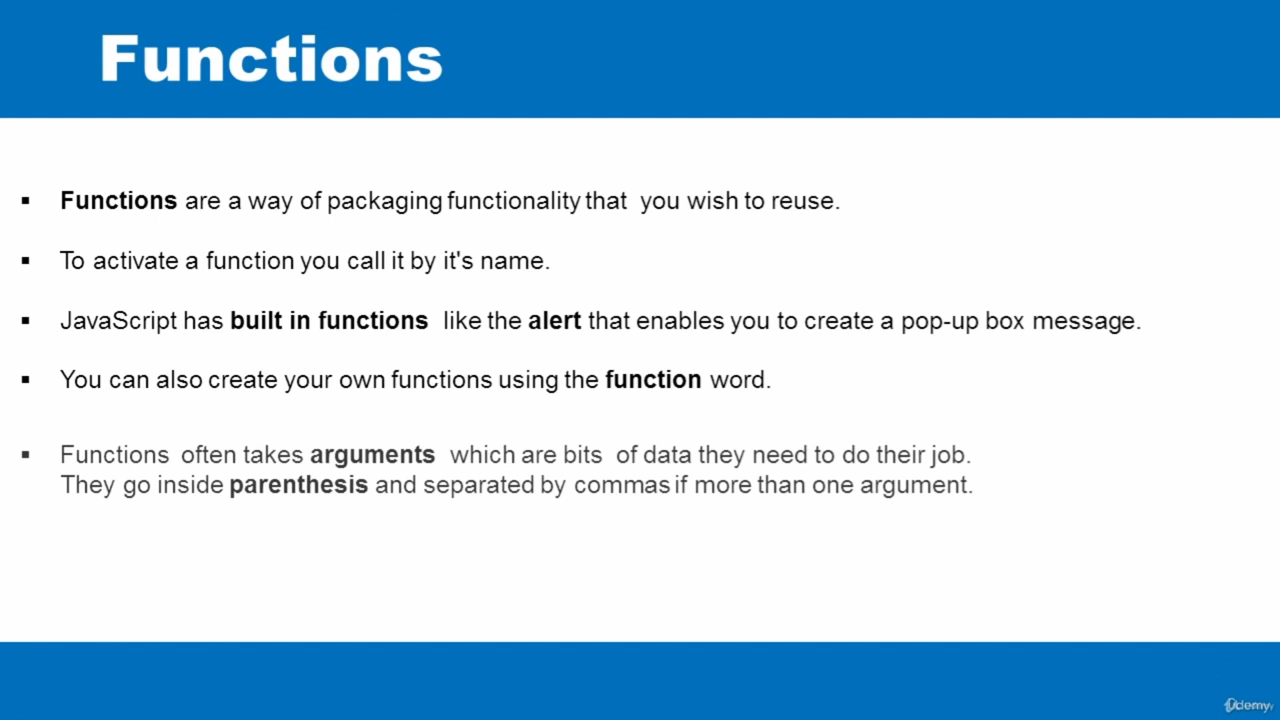 Functions
▪ Functions are a way of packaging functionality that you wish to reuse.
▪ To activate a function you call it by it's name.
▪ JavaScript has built in functions like the alert that enables you to create a pop-up box message.
▪ You can also create your own functions using the function word.
▪ Functions often takes arguments which are bits of data they need to do their job.
They go inside parenthesis and separated by commas if more than one argument.
Udemy